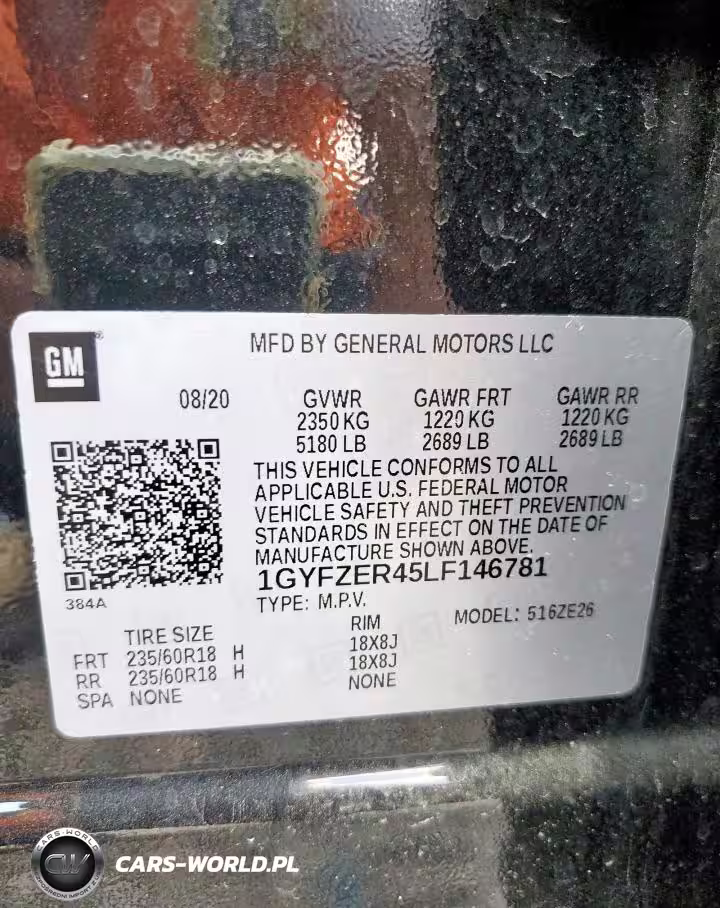 GM
MFD BY GENERAL MOTORS LLC
08/20 GVWR GAWR FRT GAWR RR
2350 KG 1220 KG 1220 KG
5180 LB 2689 LB 2689 LB
THIS VEHICLE CONFORMS TO ALL
APPLICABLE U.S. FEDERAL MOTOR
VEHICLE SAFETY AND THEFT PREVENTION
STANDARDS IN EFFECT ON THE DATE OF
MANUFACTURE SHOWN ABOVE.
1GYFZER45LF146781
384A
TYPE: M.P.V. MODEL: 516ZE26
TIRE SIZE RIM
FRT 235/60R18 H 18X8J
RR 235/60R18 H 18X8J
SPA NONE NONE
CARS-WORLD
CW
CARS-WORLD.PL